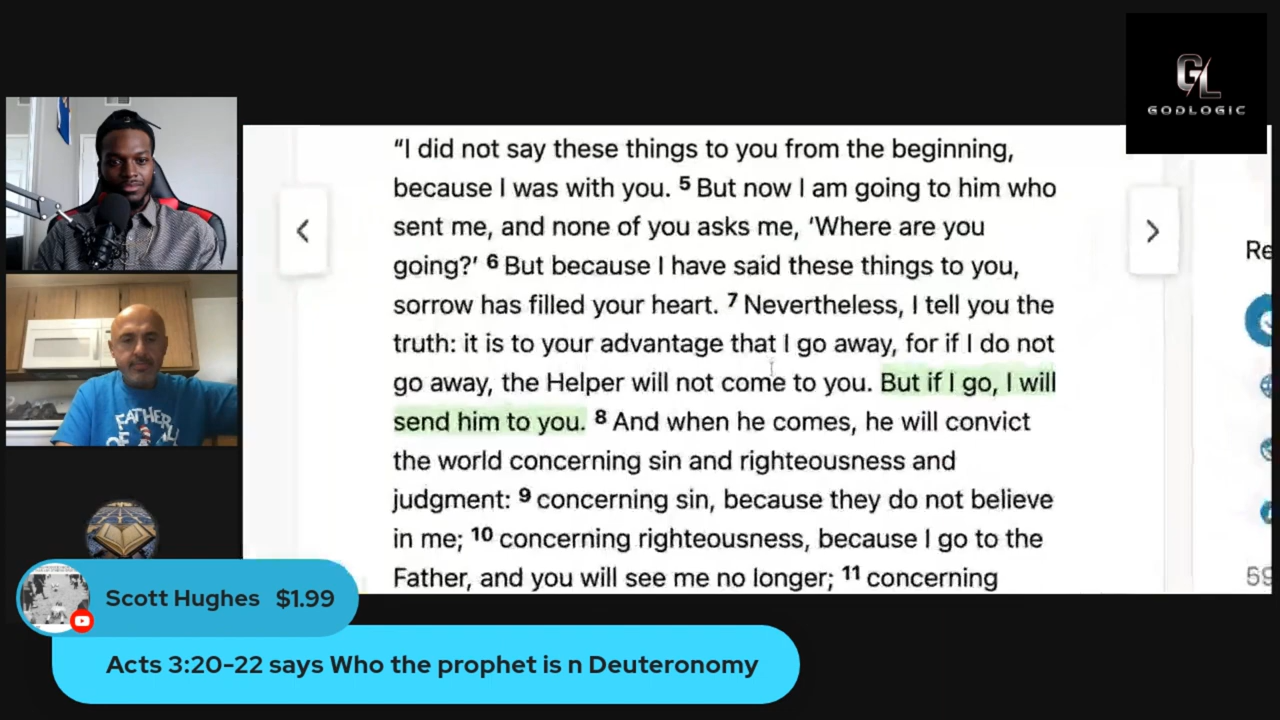 GL
GODLOGIC
“I did not say these things to you from the beginning,
because I was with you. 5 But now I am going to him who
sent me, and none of you asks me, ‘Where are you
going?’ 6 But because I have said these things to you,
sorrow has filled your heart. 7 Nevertheless, I tell you the
truth: it is to your advantage that I go away, for if I do not
go away, the Helper will not come to you. But if I go, I will
send him to you. 8 And when he comes, he will convict
the world concerning sin and righteousness and
judgment: 9 concerning sin, because they do not believe
in me; 10 concerning righteousness, because I go to the
Father, and you will see me no longer; 11 concerning
Re
59
FATHER
OF
Scott Hughes $1.99
Acts 3:20-22 says Who the prophet is n Deuteronomy